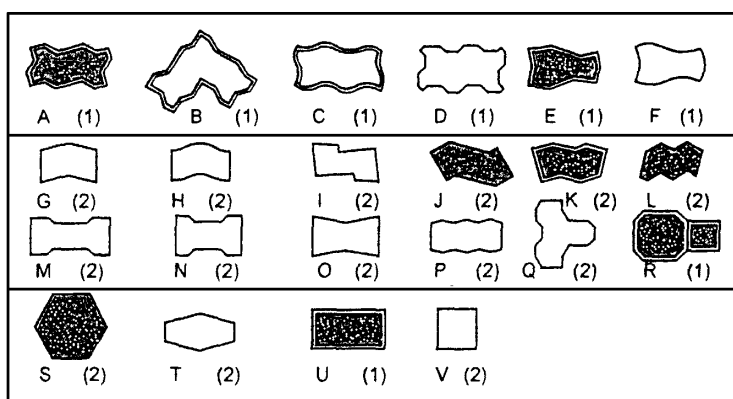 A (1) B (1) C (1) D (1) E (1) F (1)
G (2) H (2) I (2) J (2) K (2) L (2)
M (2) N (2) O (2) P (2) Q (2) R (1)
S (2) T (2) U (1) V (2)